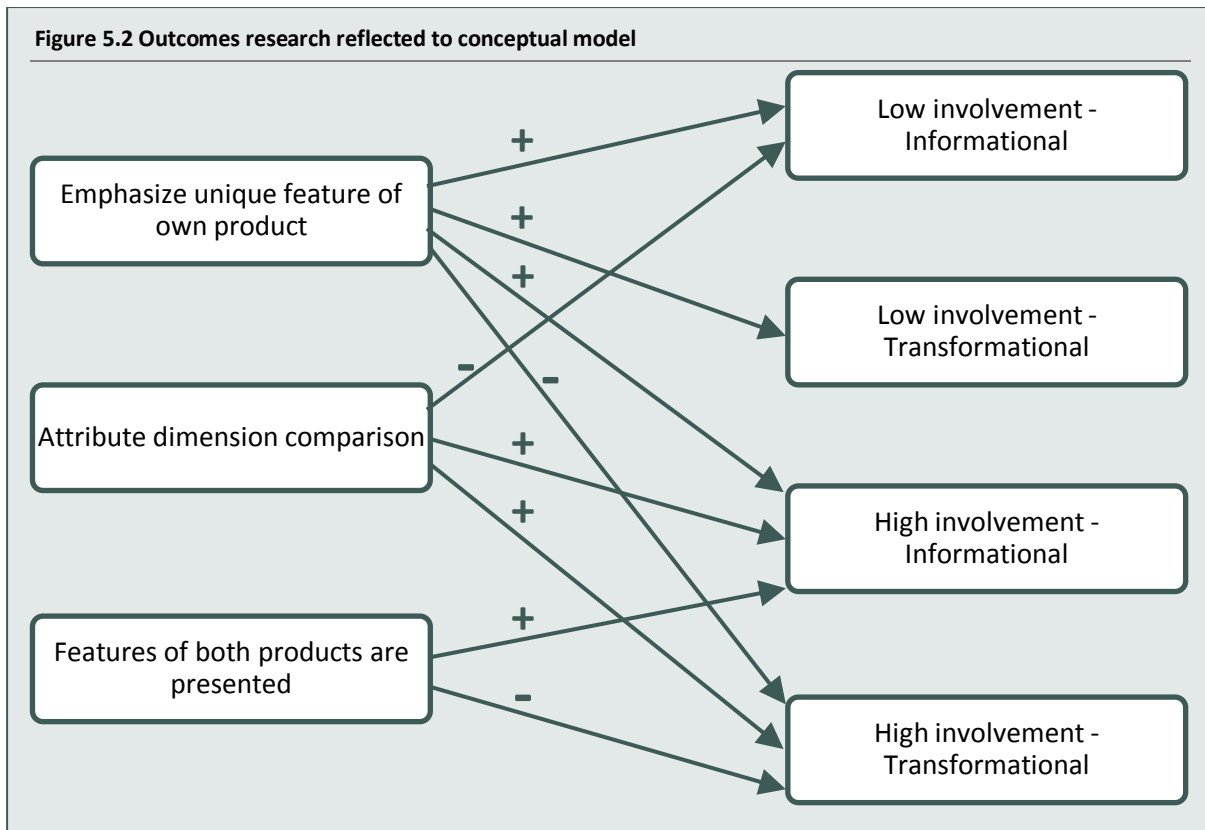 Figure 5.2 Outcomes research reflected to conceptual model
Low involvement -
Informational
+
Emphasize unique feature of
own product
+
+
Low involvement -
Transformational
-
-
Attribute dimension comparison
+
+
High involvement -
Informational
+
Features of both products are
presented
-
High involvement -
Transformational